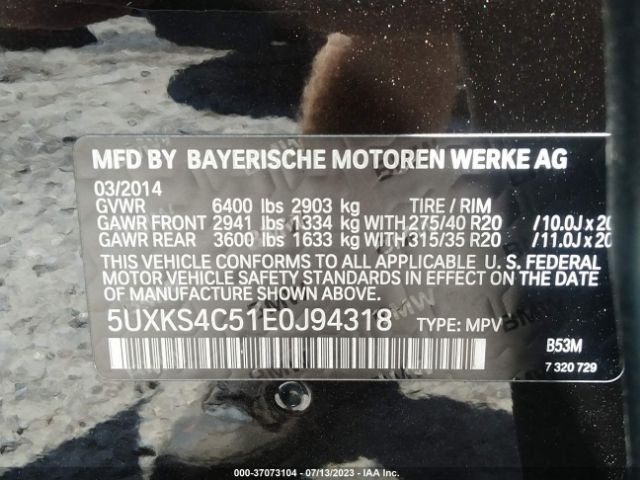 MFD BY BAYERISCHE MOTOREN WERKE AG
03/2014
GVWR 6400 lbs 2903 kg TIRE / RIM
GAWR FRONT 2941 lbs 1334 kg WITH 275/40 R20 /10.0J x 20
GAWR REAR 3600 lbs 1633 kg WITH 315/35 R20 /11.0J x 20
THIS VEHICLE CONFORMS TO ALL APPLICABLE U. S. FEDERAL
MOTOR VEHICLE SAFETY STANDARDS IN EFFECT ON THE DATE
OF MANUFACTURE SHOWN ABOVE.
5UXKS4C51E0J94318 TYPE: MPV B53M
7 320 729
000-37073104 - 07/13/2023 - IAA Inc.